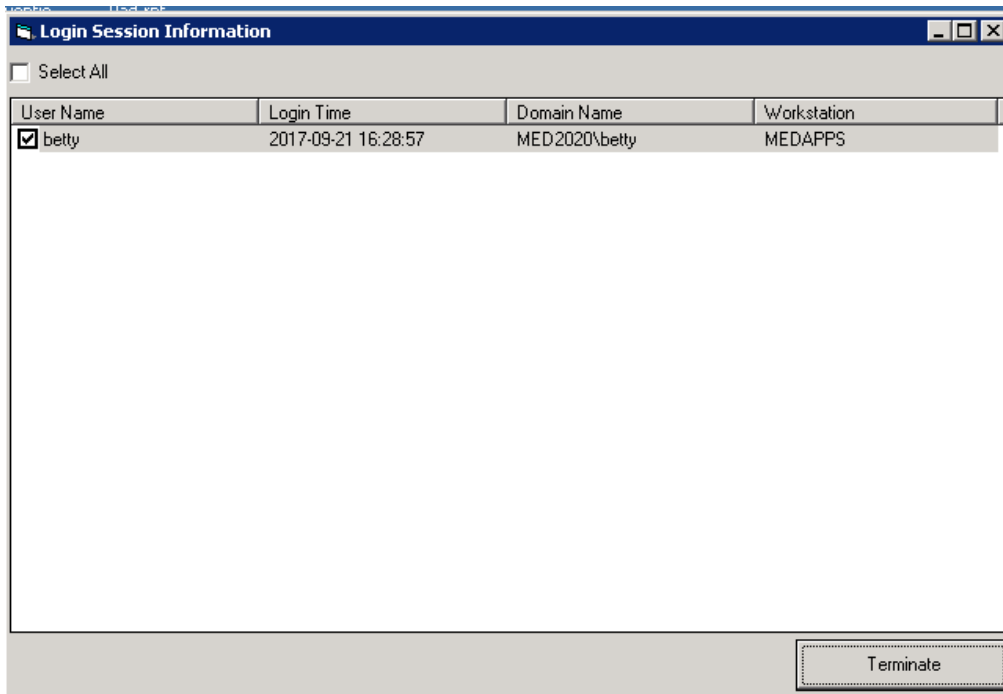 Login Session Information
Select All
User Name Login Time Domain Name Workstation
betty 2017-09-21 16:28:57 MED2020\betty MEDAPPS
Terminate